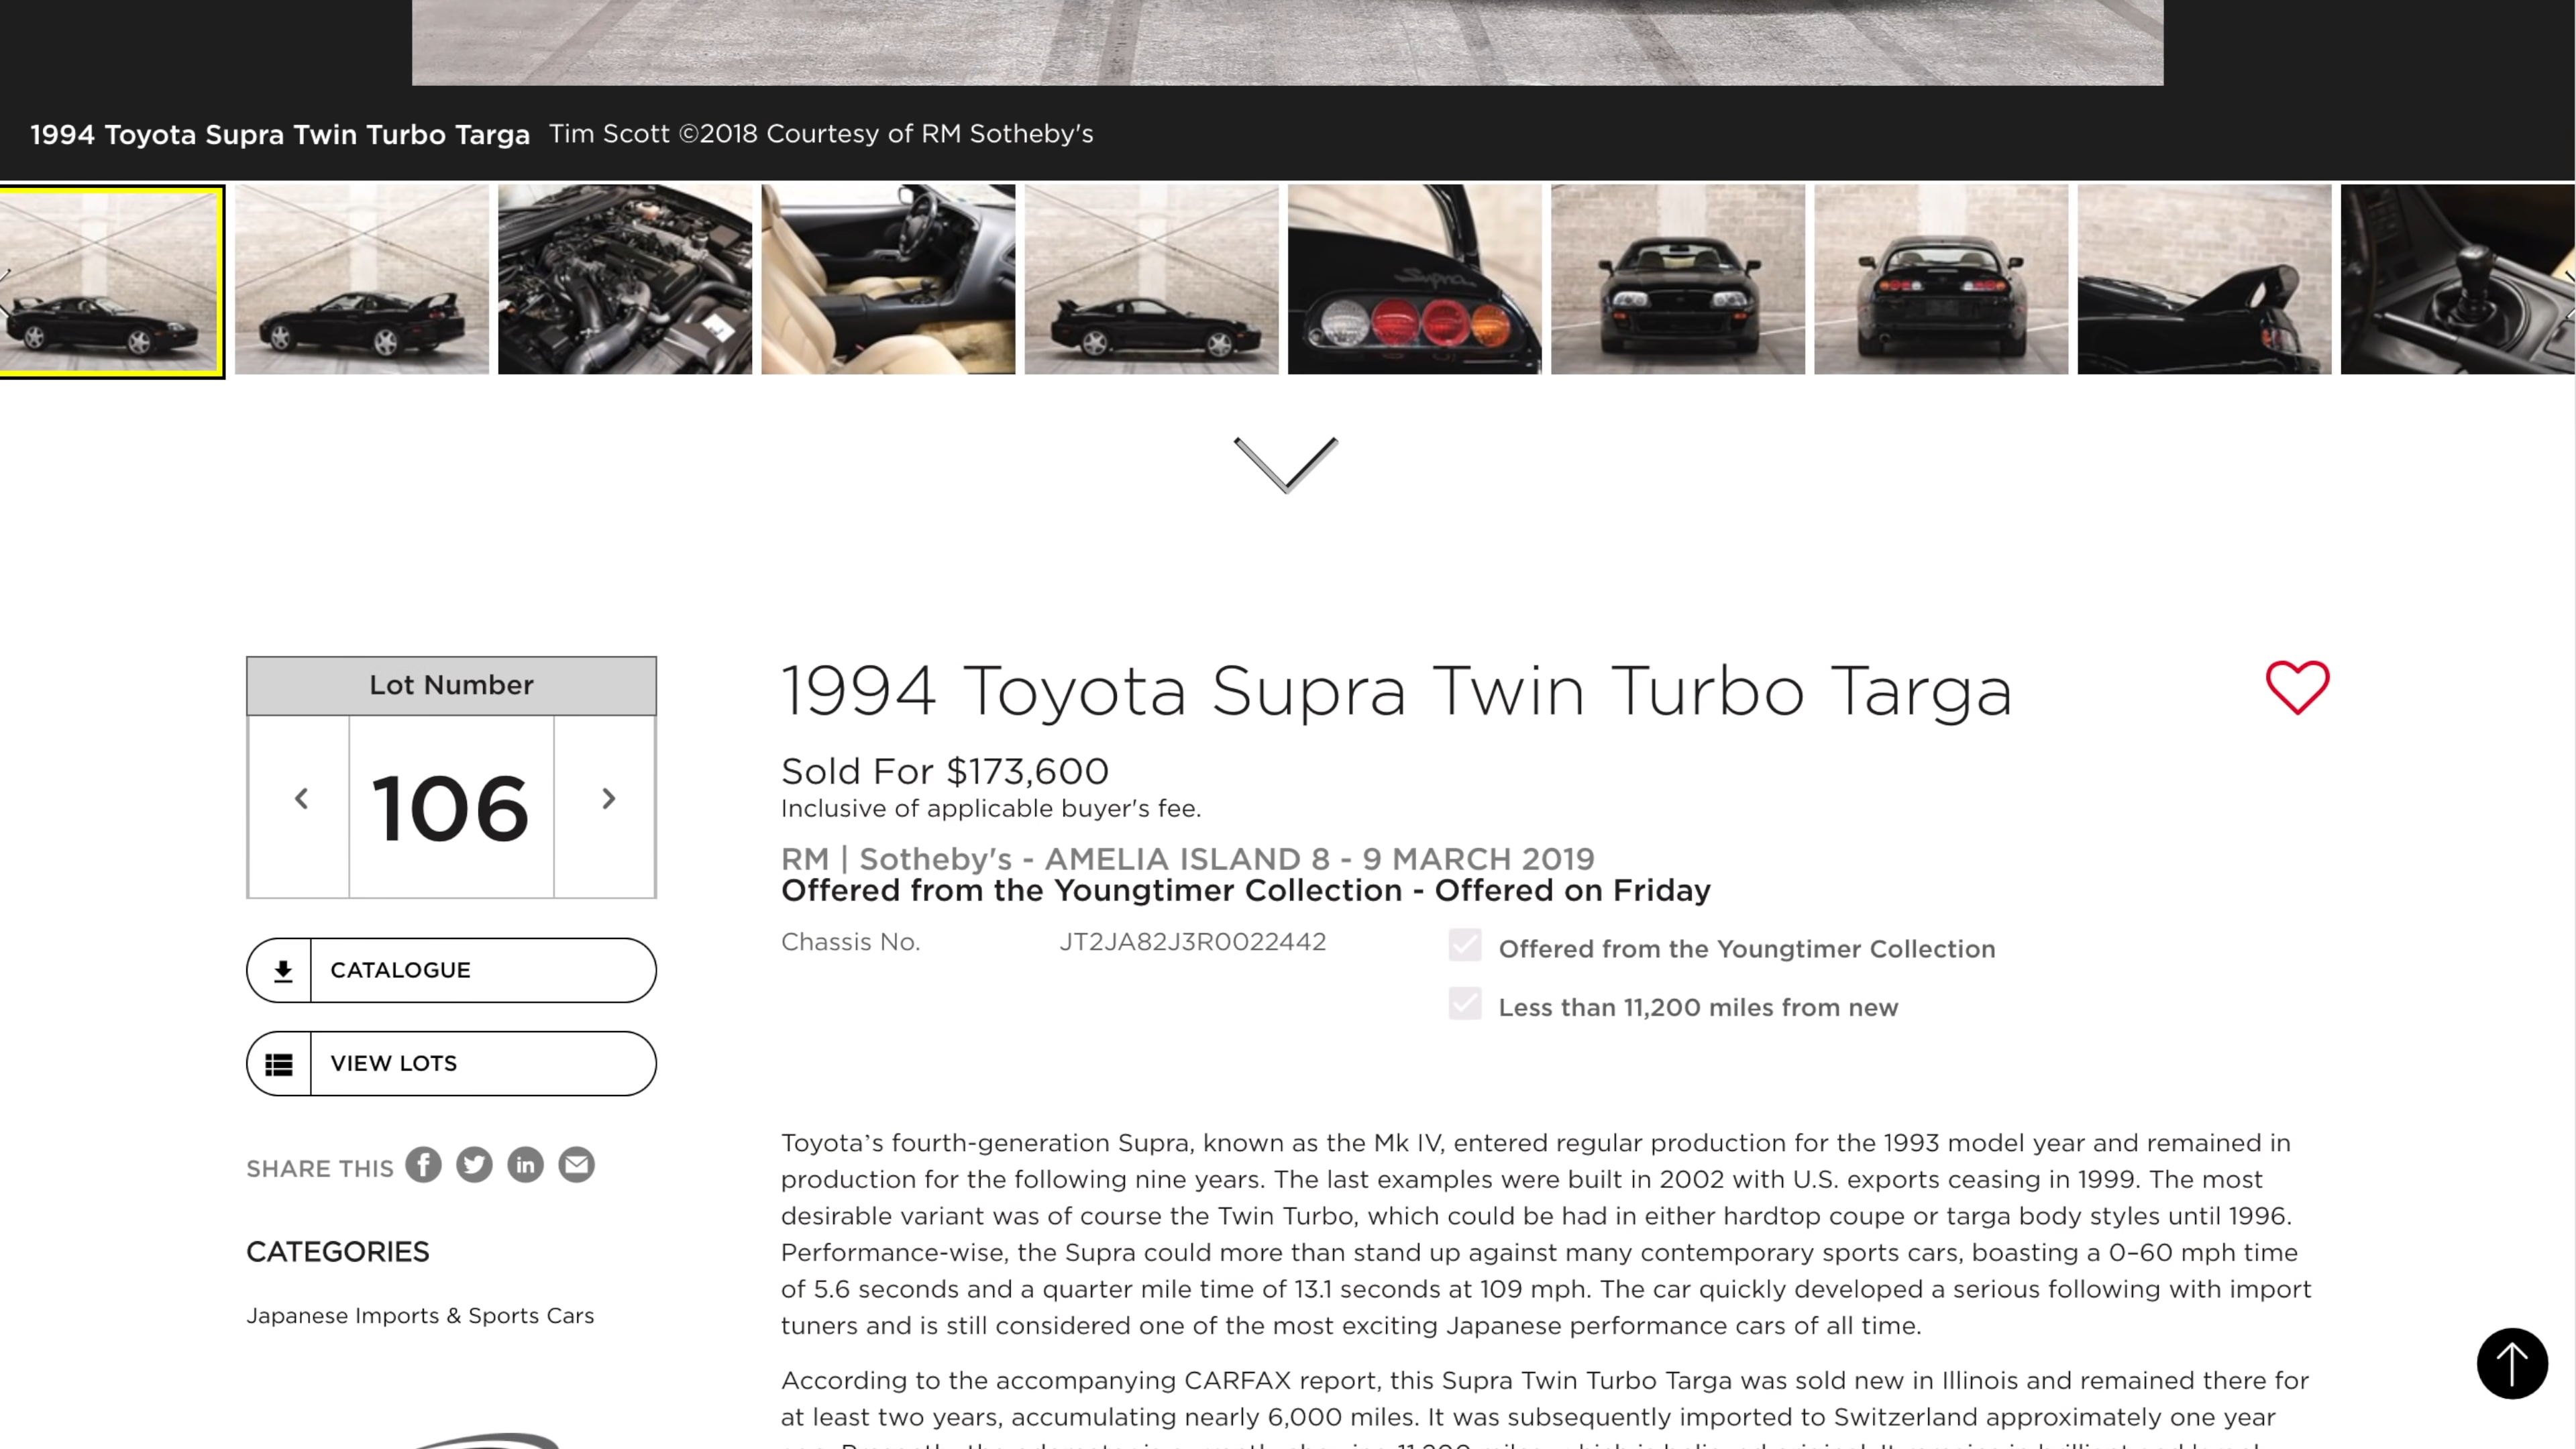 1994 Toyota Supra Twin Turbo Targa Tim Scott ©2018 Courtesy of RM Sotheby's
Supra
Lot Number
106
CATALOGUE
VIEW LOTS
SHARE THIS
CATEGORIES
Japanese Imports & Sports Cars
1994 Toyota Supra Twin Turbo Targa
Sold For $173,600
Inclusive of applicable buyer's fee.
RM | Sotheby's - AMELIA ISLAND 8 - 9 MARCH 2019
Offered from the Youngtimer Collection - Offered on Friday
Chassis No. JT2JA82J3R0022442
Offered from the Youngtimer Collection
Less than 11,200 miles from new
Toyota's fourth-generation Supra, known as the Mk IV, entered regular production for the 1993 model year and remained in
production for the following nine years. The last examples were built in 2002 with U.S. exports ceasing in 1999. The most
desirable variant was of course the Twin Turbo, which could be had in either hardtop coupe or targa body styles until 1996.
Performance-wise, the Supra could more than stand up against many contemporary sports cars, boasting a 0–60 mph time
of 5.6 seconds and a quarter mile time of 13.1 seconds at 109 mph. The car quickly developed a serious following with import
tuners and is still considered one of the most exciting Japanese performance cars of all time.
According to the accompanying CARFAX report, this Supra Twin Turbo Targa was sold new in Illinois and remained there for
at least two years, accumulating nearly 6,000 miles. It was subsequently imported to Switzerland approximately one year